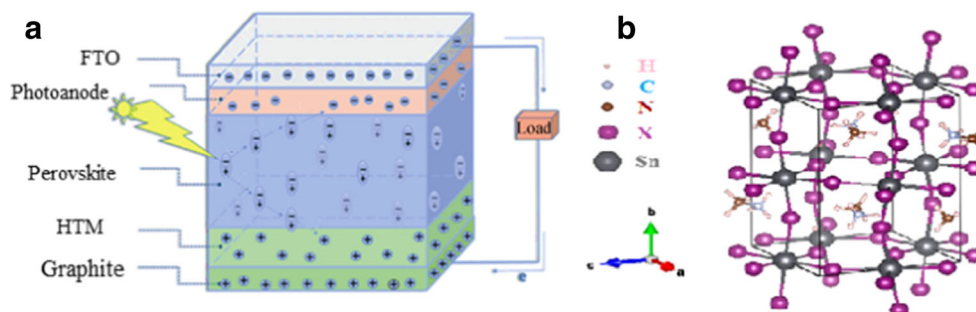 a
FTO
Photoanode
Perovskite
HTM
Graphite
Load
e
b
H
C
N
X
Sn
b
c
a